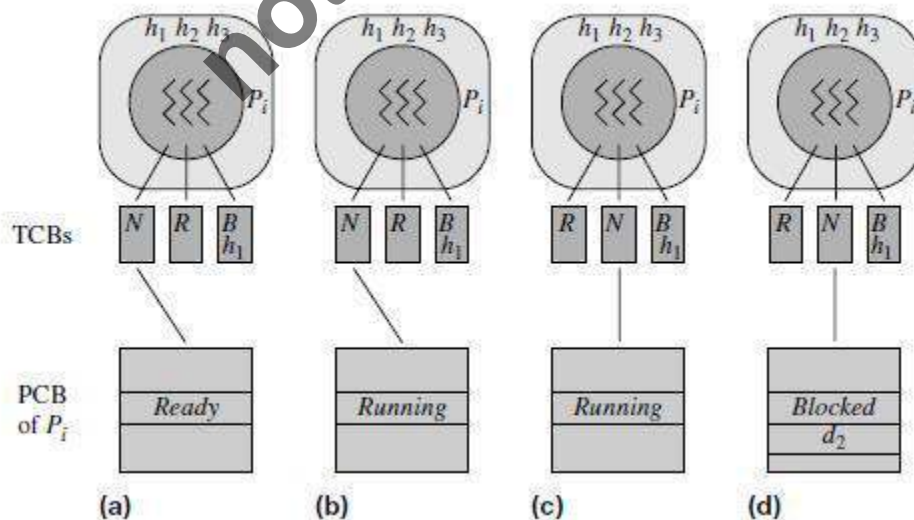 h1 h2 h3 h1 h2 h3 h1 h2 h3 h1 h2 h3
not
Pi Pi Pi Pi
TCBs N R B N R B R N B R N B
h1 h1 h1 h1
PCB
of Pi
Ready Running Running Blocked
d2
(a) (b) (c) (d)